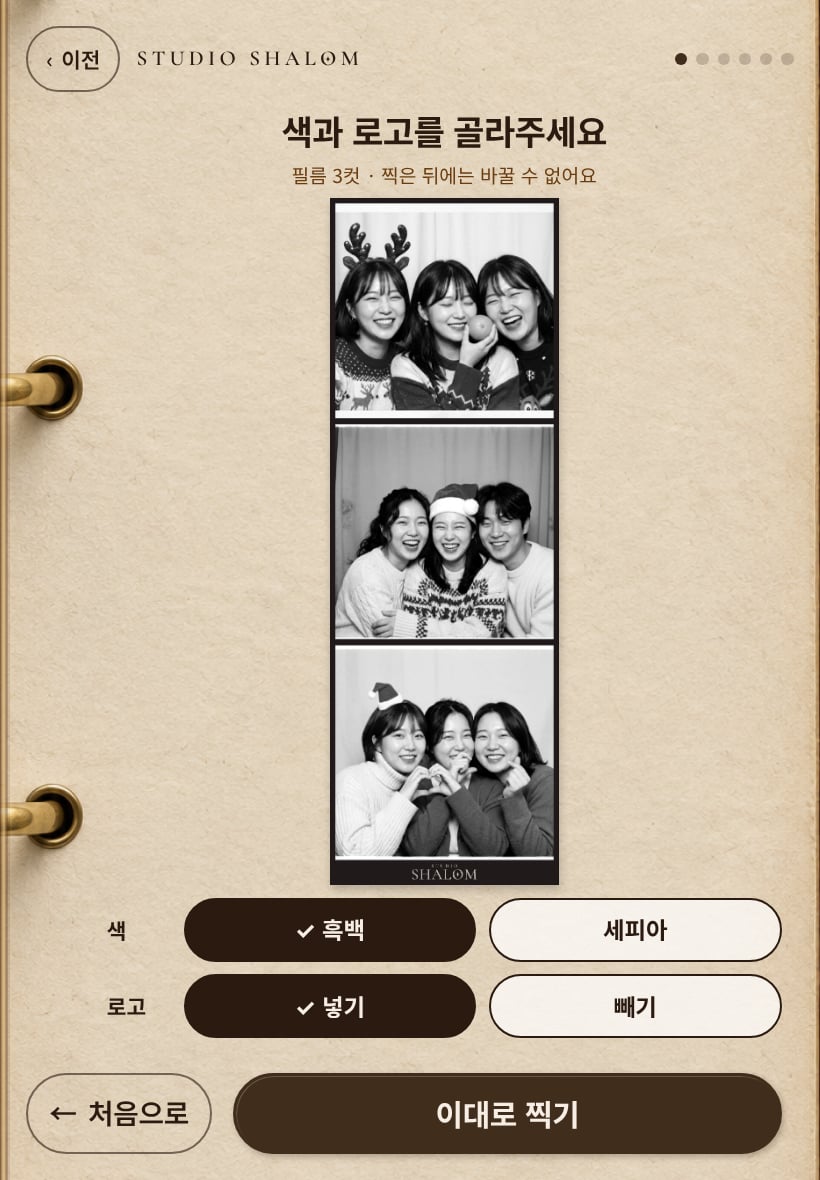 ‹ 이전
STUDIO SHALOM
색과 로고를 골라주세요
필름 3컷 · 찍은 뒤에는 바꿀 수 없어요
STUDIO
SHALOM
색
✓ 흑백
세피아
로고
✓ 넣기
빼기
← 처음으로
이대로 찍기